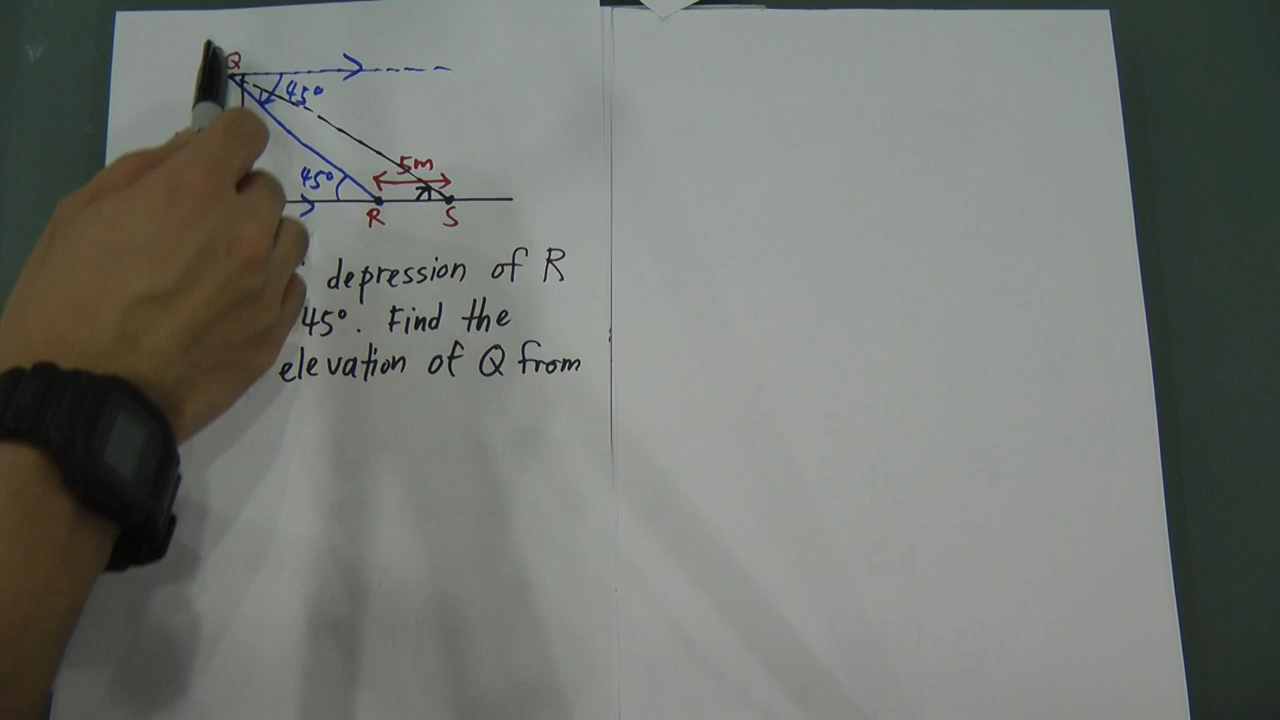 Q
45°
5m
45°
R S
depression of R
45°. Find the
elevation of Q from